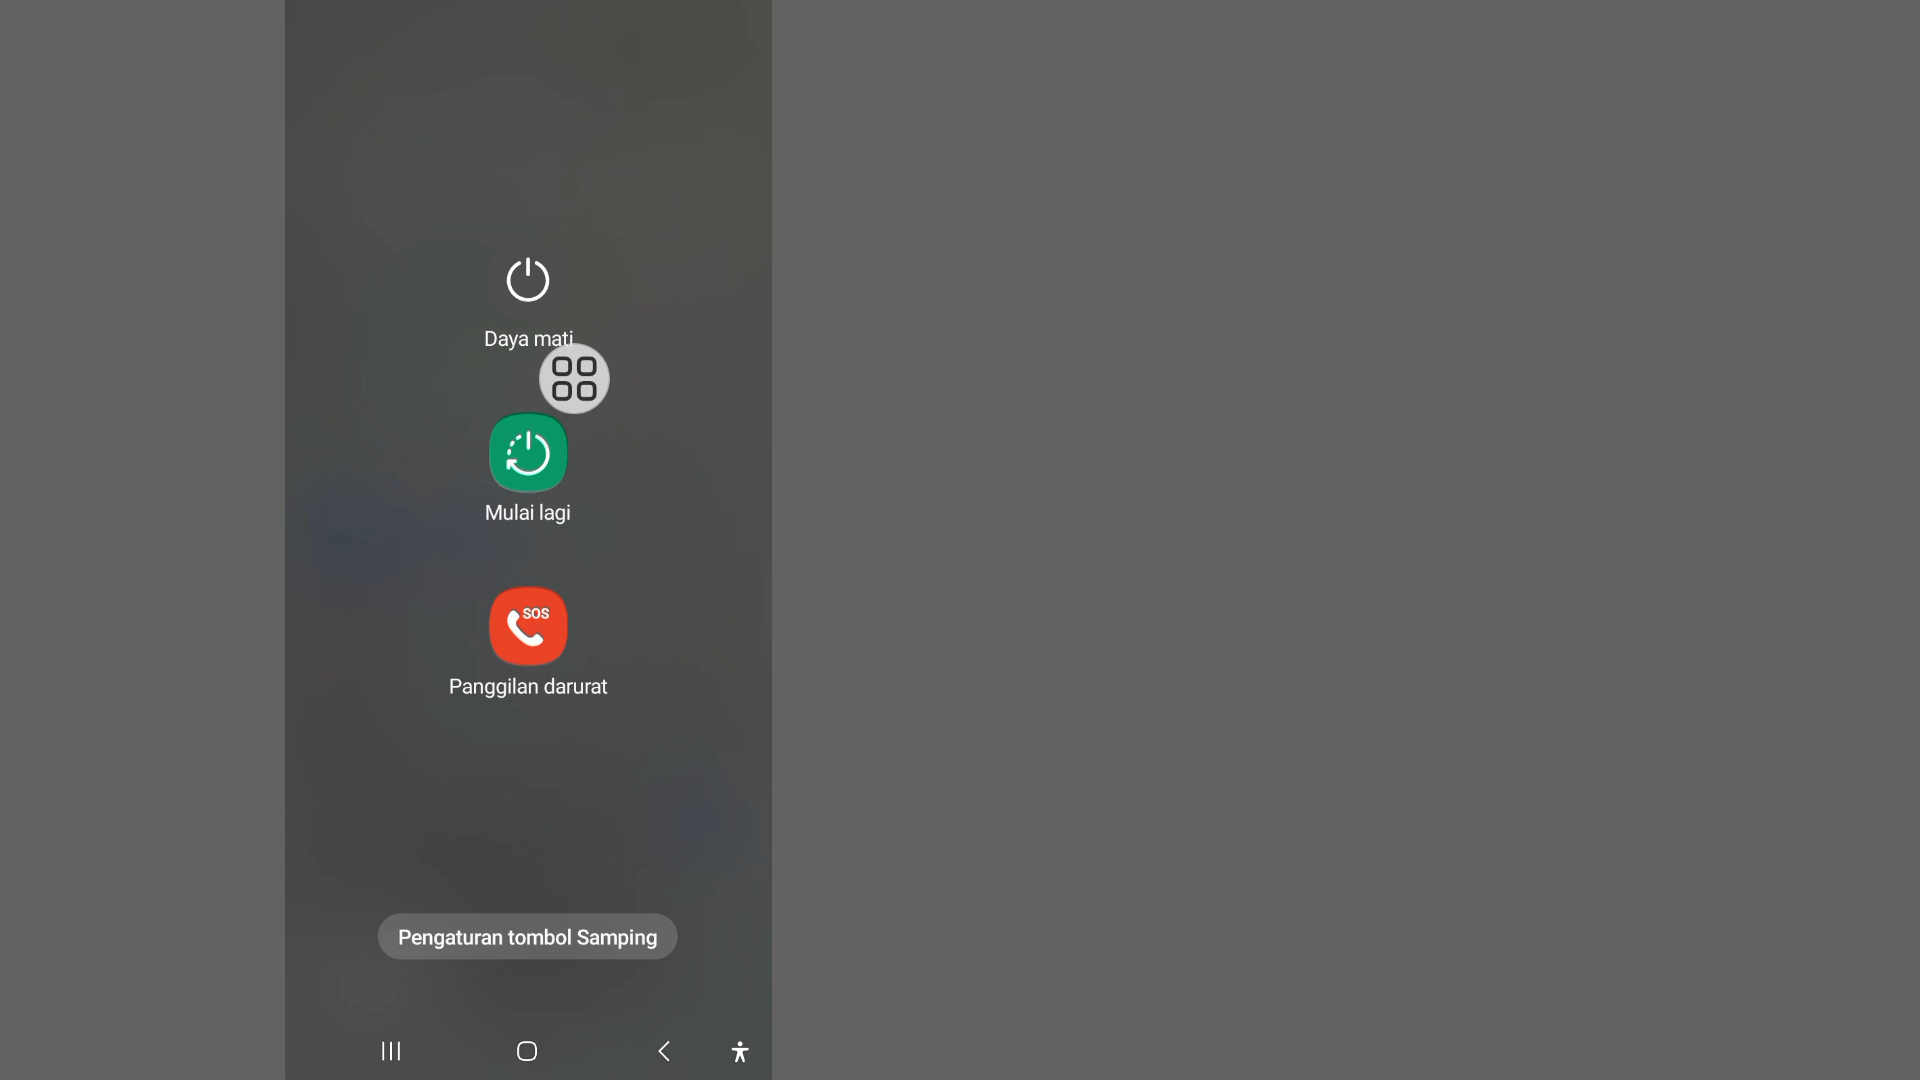 Daya mati
Mulai lagi
SOS
Panggilan darurat
Pengaturan tombol Samping